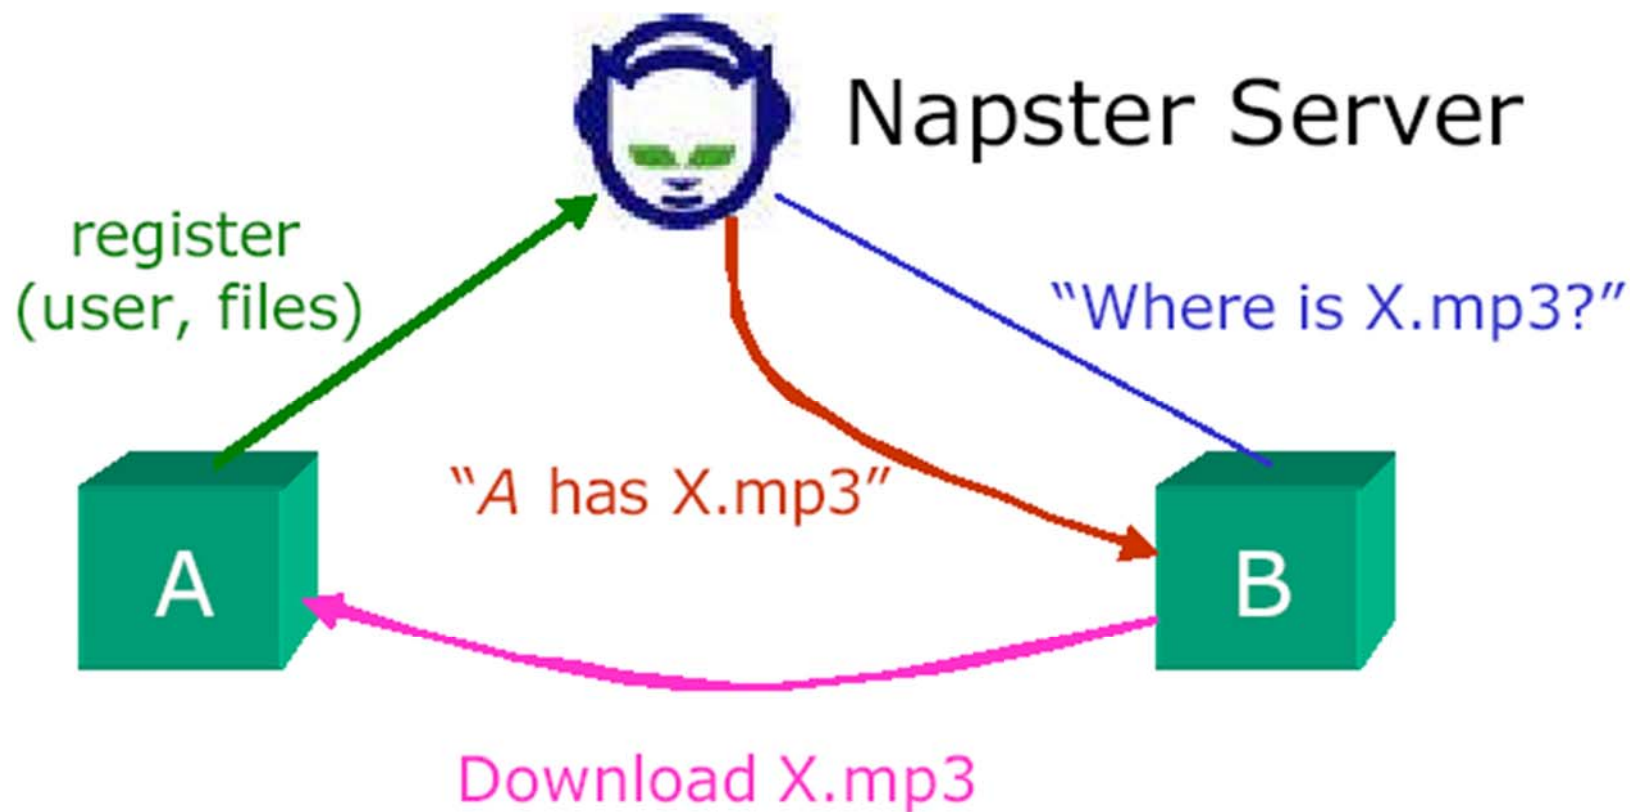 Napster Server
register
(user, files)
“Where is X.mp3?”
“A has X.mp3”
A
B
Download X.mp3